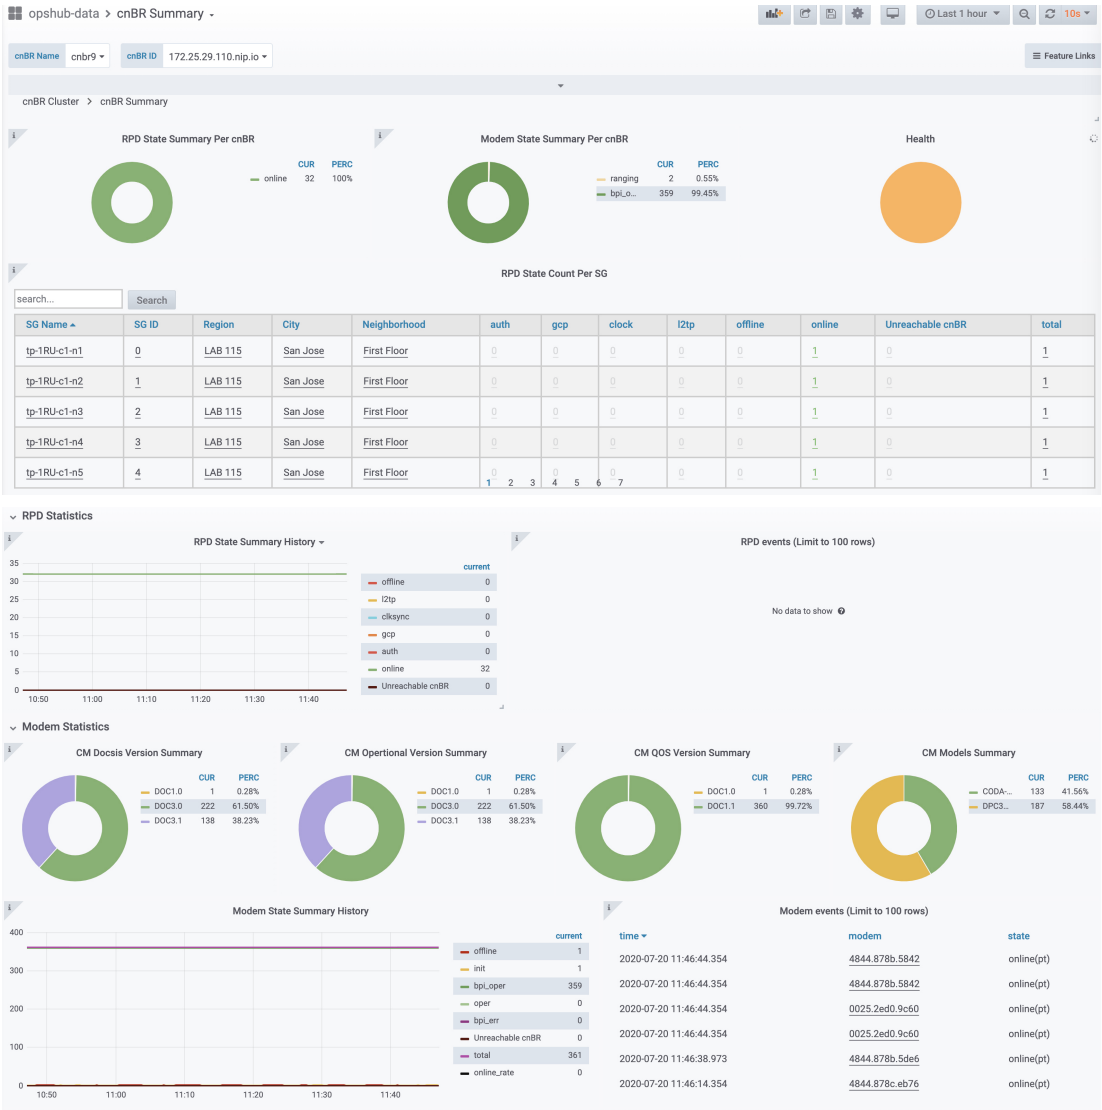 opshub-data > cnBR Summary
Last 1 hour 10s
cnBR Name cnbr9 cnBR ID 172.25.29.110.nip.io Feature Links
cnBR Cluster > cnBR Summary
RPD State Summary Per cnBR
CUR PERC
online 32 100%
Modem State Summary Per cnBR
CUR PERC
ranging 2 0.55%
bpi_o... 359 99.45%
Health
RPD State Count Per SG
search... Search
SG Name SG ID Region City Neighborhood auth gcp clock l2tp offline online Unreachable cnBR total
tp-1RU-c1-n1 0 LAB 115 San Jose First Floor 0 0 0 0 0 1 0 1
tp-1RU-c1-n2 1 LAB 115 San Jose First Floor 0 0 0 0 0 1 0 1
tp-1RU-c1-n3 2 LAB 115 San Jose First Floor 0 0 0 0 0 1 0 1
tp-1RU-c1-n4 3 LAB 115 San Jose First Floor 0 0 0 0 0 1 0 1
tp-1RU-c1-n5 4 LAB 115 San Jose First Floor 0 0 0 0 0 1 0 1
1 2 3 4 5 6 7
RPD Statistics
RPD State Summary History
35
30
25
20
15
10
5
0
10:50 11:00 11:10 11:20 11:30 11:40
current
offline 0
l2tp 0
clksync 0
gcp 0
auth 0
online 32
Unreachable cnBR 0
RPD events (Limit to 100 rows)
No data to show
Modem Statistics
CM Docsis Version Summary
CUR PERC
DOC1.0 1 0.28%
DOC3.0 222 61.50%
DOC3.1 138 38.23%
CM Opertional Version Summary
CUR PERC
DOC1.0 1 0.28%
DOC3.0 222 61.50%
DOC3.1 138 38.23%
CM QOS Version Summary
CUR PERC
DOC1.0 1 0.28%
DOC1.1 360 99.72%
CM Models Summary
CUR PERC
CODA-... 133 41.56%
DPC3... 187 58.44%
Modem State Summary History
400
300
200
100
0
10:50 11:00 11:10 11:20 11:30 11:40
current
offline 1
init 1
bpi_oper 359
oper 0
bpi_err 0
Unreachable cnBR 0
total 361
online_rate 0
Modem events (Limit to 100 rows)
time modem state
2020-07-20 11:46:44.354 4844.878b.5842 online(pt)
2020-07-20 11:46:44.354 4844.878b.5842 online(pt)
2020-07-20 11:46:44.354 0025.2ed0.9c60 online(pt)
2020-07-20 11:46:44.354 0025.2ed0.9c60 online(pt)
2020-07-20 11:46:38.973 4844.878b.5de6 online(pt)
2020-07-20 11:46:14.354 4844.878c.eb76 online(pt)